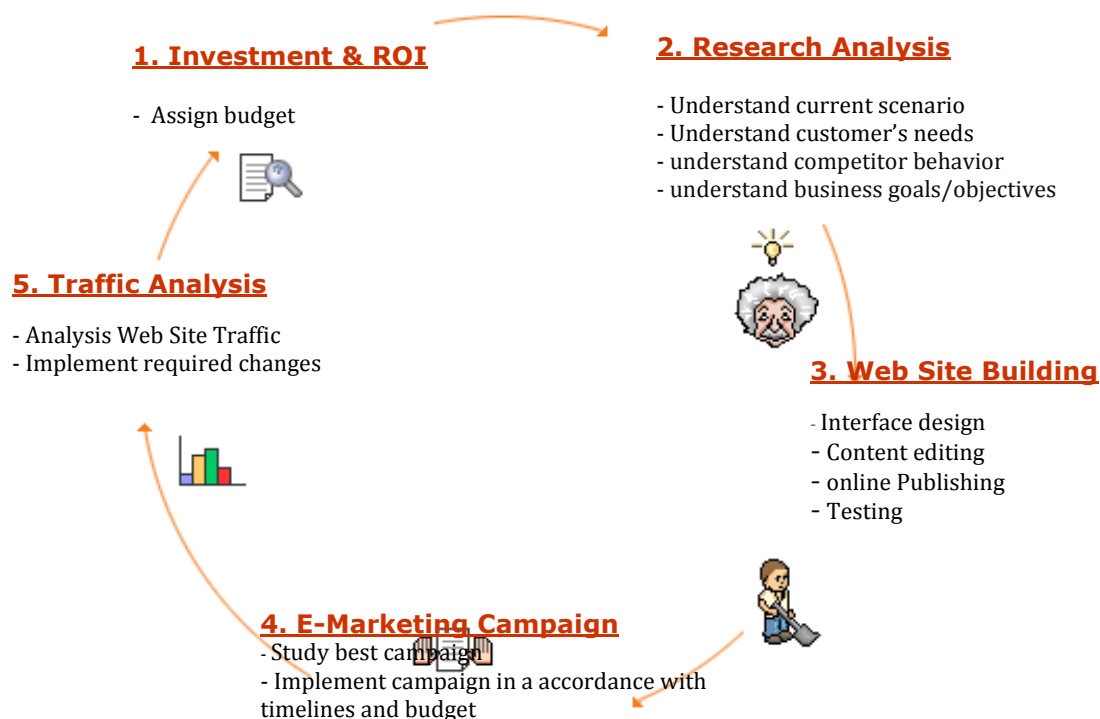 1. Investment & ROI
- Assign budget
2. Research Analysis
- Understand current scenario
- Understand customer’s needs
- understand competitor behavior
- understand business goals/objectives
3. Web Site Building
- Interface design
- Content editing
- online Publishing
- Testing
4. E-Marketing Campaign
- Study best campaign
- Implement campaign in a accordance with
timelines and budget
5. Traffic Analysis
- Analysis Web Site Traffic
- Implement required changes